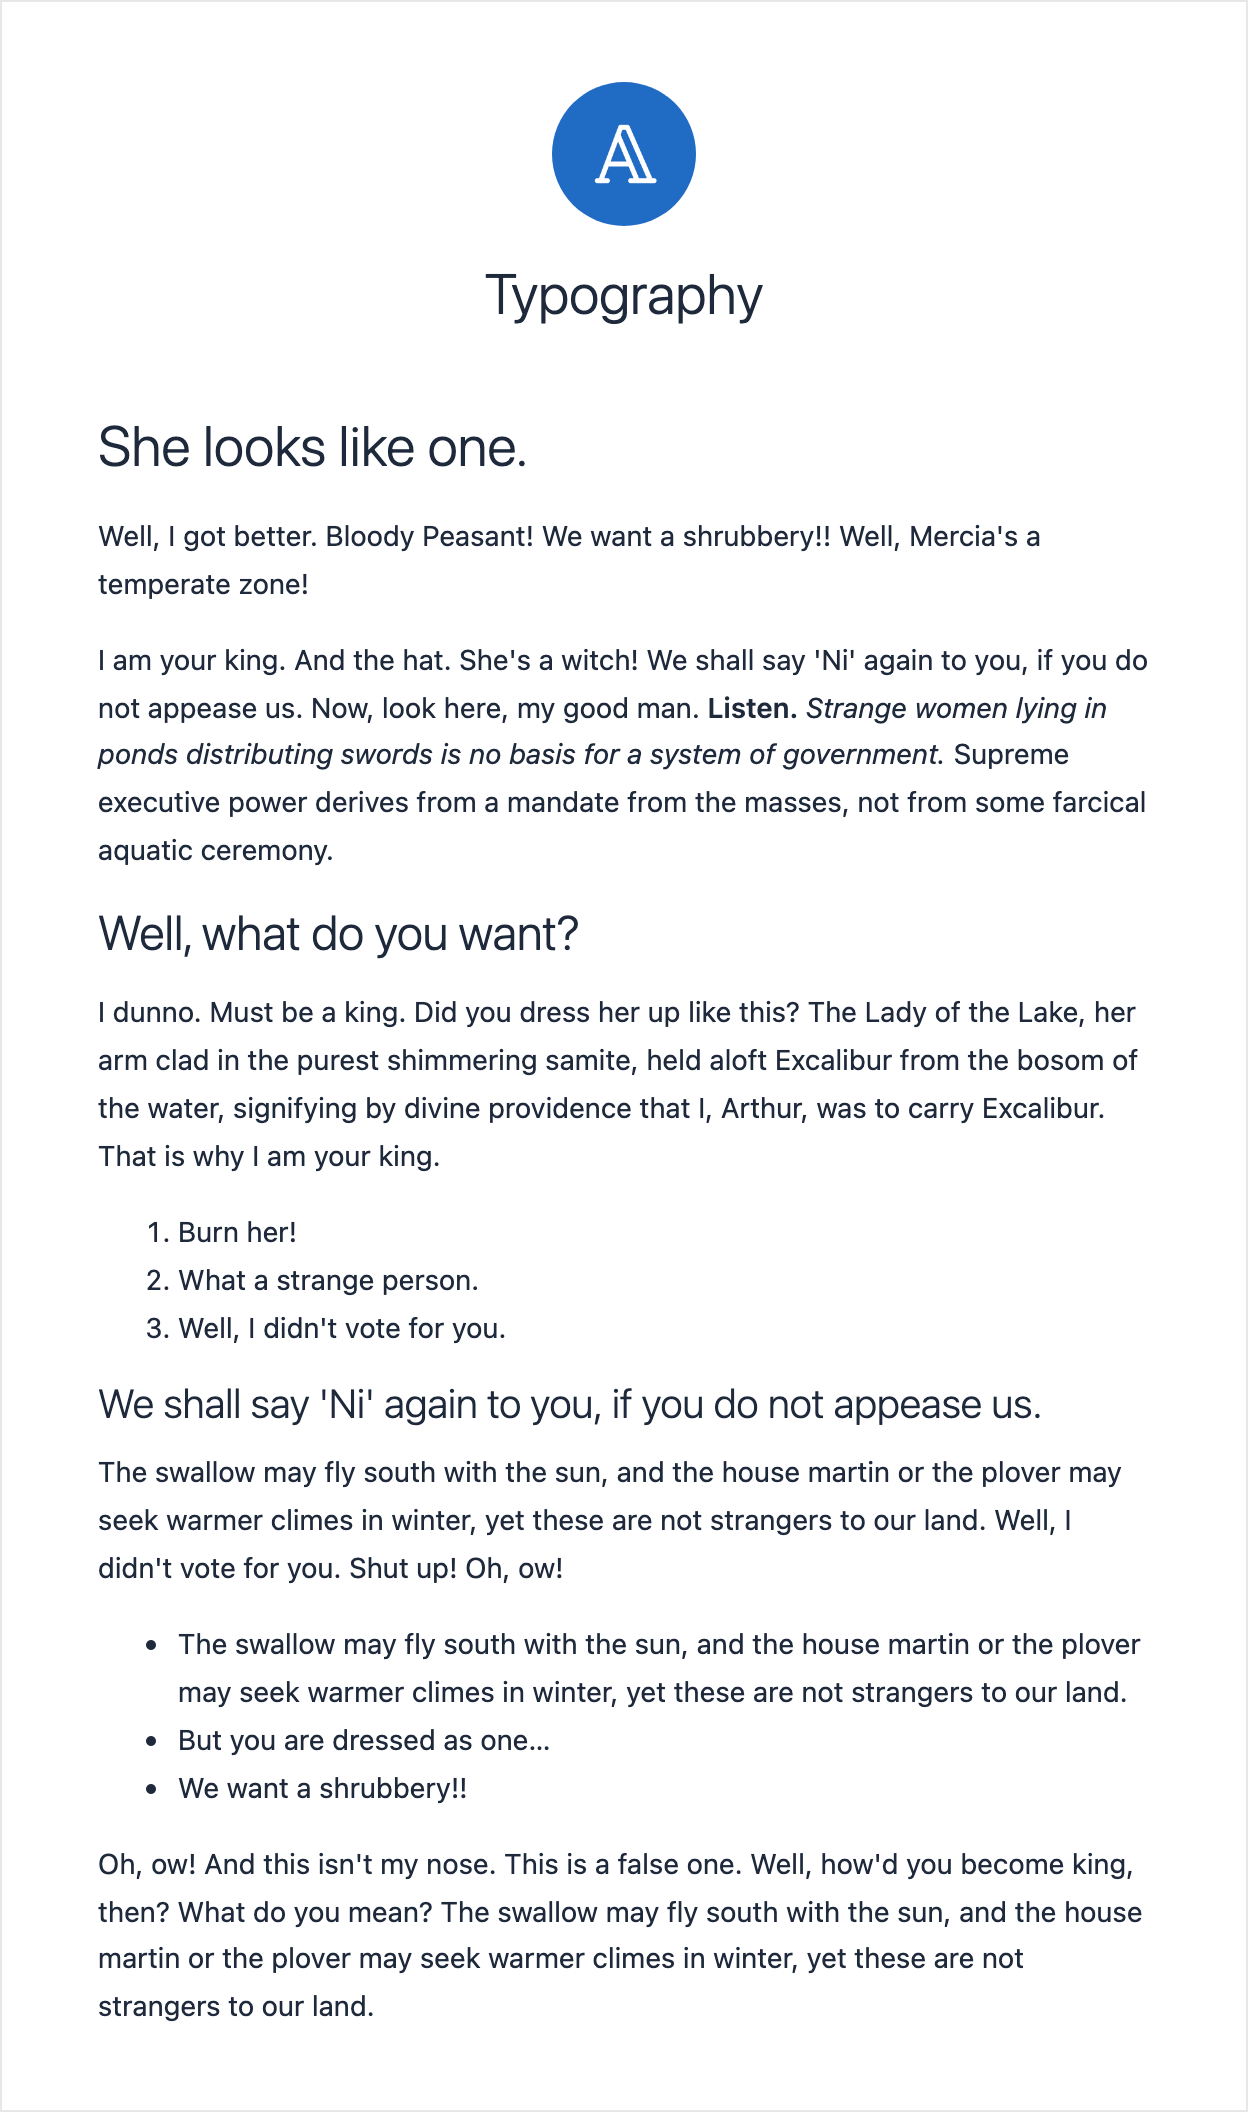 A
Typography
She looks like one.
Well, I got better. Bloody Peasant! We want a shrubbery!! Well, Mercia's a
temperate zone!
I am your king. And the hat. She's a witch! We shall say 'Ni' again to you, if you do
not appease us. Now, look here, my good man. Listen. Strange women lying in
ponds distributing swords is no basis for a system of government. Supreme
executive power derives from a mandate from the masses, not from some farcical
aquatic ceremony.
Well, what do you want?
I dunno. Must be a king. Did you dress her up like this? The Lady of the Lake, her
arm clad in the purest shimmering samite, held aloft Excalibur from the bosom of
the water, signifying by divine providence that I, Arthur, was to carry Excalibur.
That is why I am your king.
1. Burn her!
2. What a strange person.
3. Well, I didn't vote for you.
We shall say 'Ni' again to you, if you do not appease us.
The swallow may fly south with the sun, and the house martin or the plover may
seek warmer climes in winter, yet these are not strangers to our land. Well, I
didn't vote for you. Shut up! Oh, ow!
• The swallow may fly south with the sun, and the house martin or the plover
may seek warmer climes in winter, yet these are not strangers to our land.
• But you are dressed as one...
• We want a shrubbery!!
Oh, ow! And this isn't my nose. This is a false one. Well, how'd you become king,
then? What do you mean? The swallow may fly south with the sun, and the house
martin or the plover may seek warmer climes in winter, yet these are not
strangers to our land.